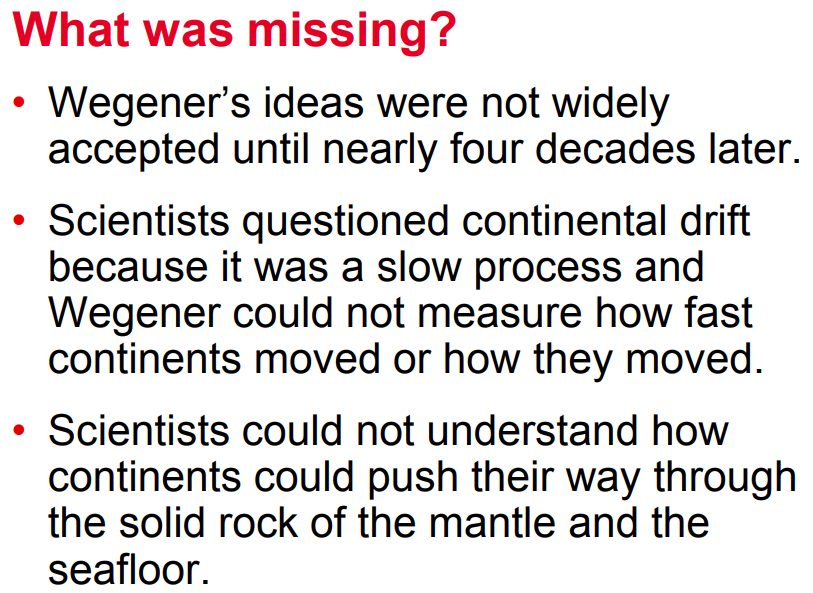 What was missing?
• Wegener’s ideas were not widely
accepted until nearly four decades later.
• Scientists questioned continental drift
because it was a slow process and
Wegener could not measure how fast
continents moved or how they moved.
• Scientists could not understand how
continents could push their way through
the solid rock of the mantle and the
seafloor.